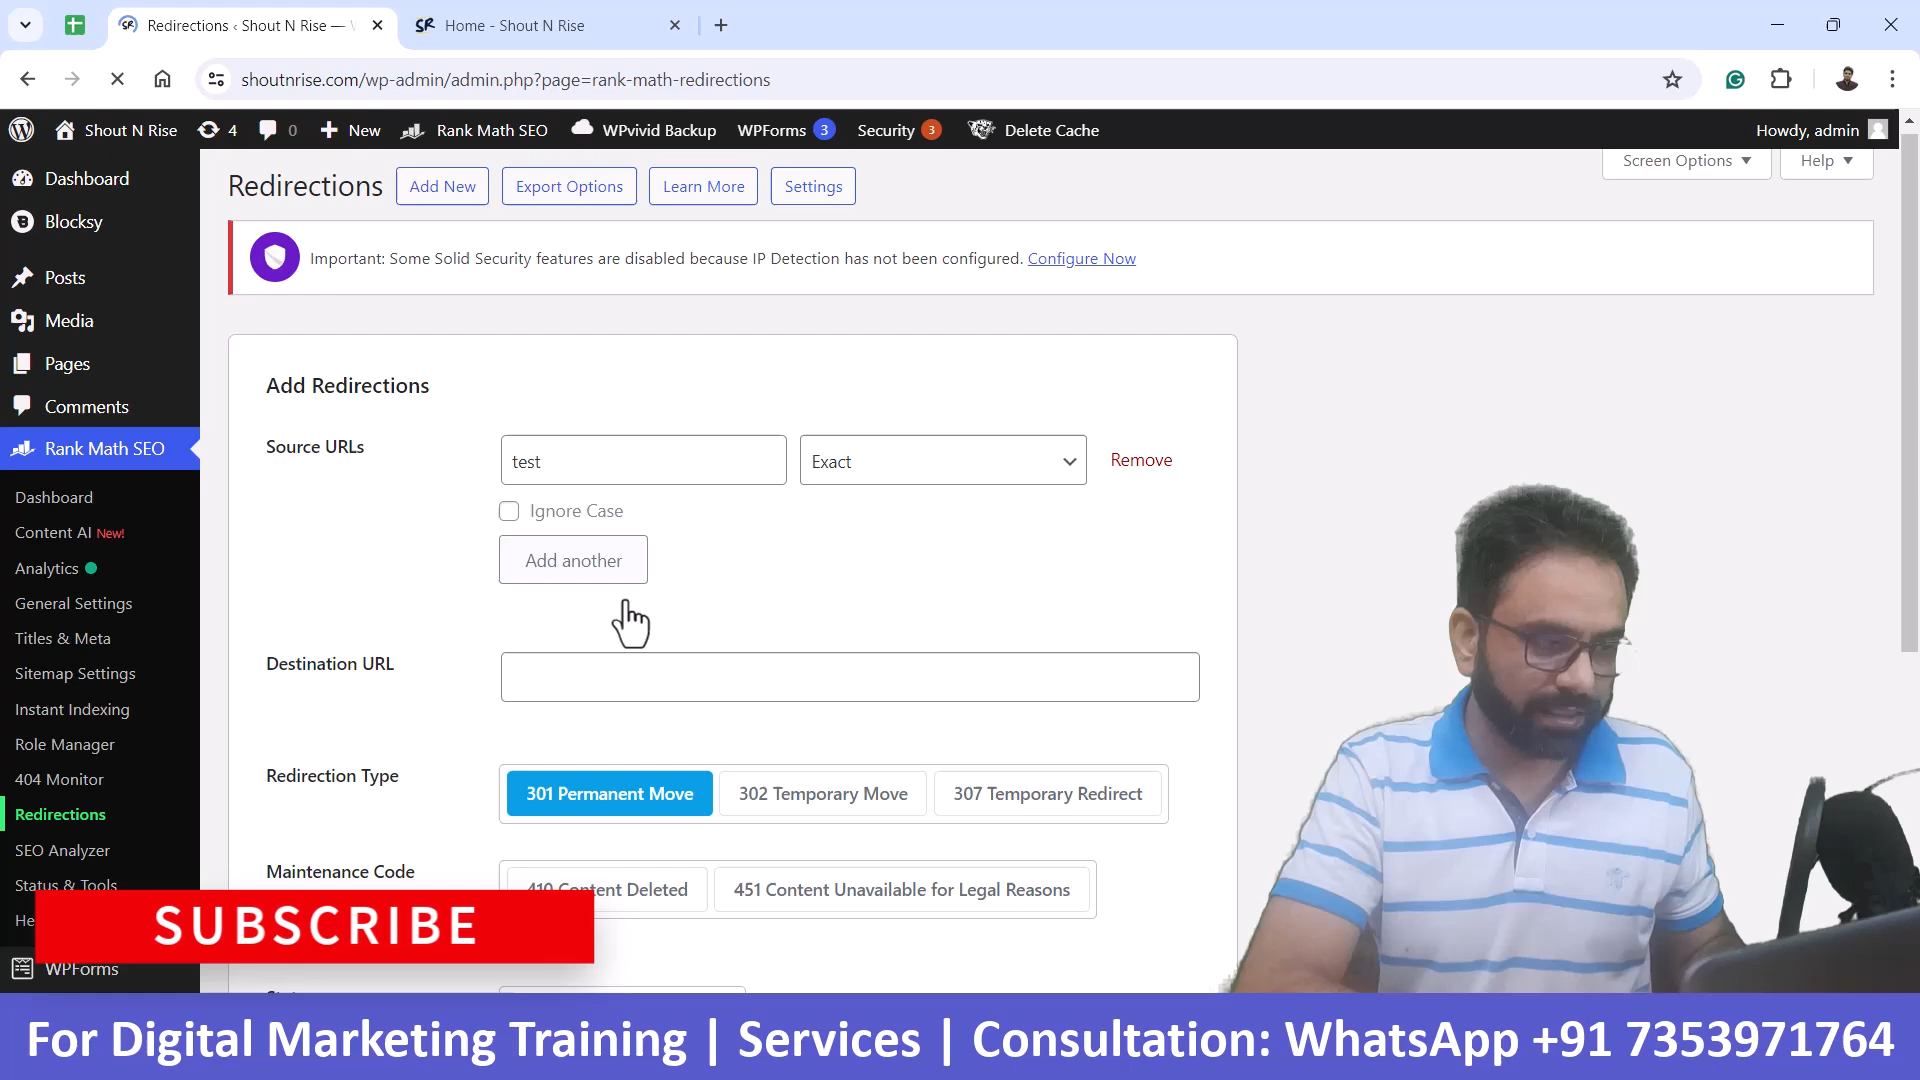 Redirections ‹ Shout N Rise —
Home - Shout N Rise
shoutnrise.com/wp-admin/admin.php?page=rank-math-redirections
Shout N Rise
4
0
New
Rank Math SEO
WPvivid Backup
WPForms 3
Security 3
Delete Cache
Howdy, admin
Dashboard
Blocksy
Posts
Media
Pages
Comments
Rank Math SEO
Dashboard
Content AI New!
Analytics
General Settings
Titles & Meta
Sitemap Settings
Instant Indexing
Role Manager
404 Monitor
Redirections
SEO Analyzer
Status & Tools
He
WPForms
Redirections
Add New
Export Options
Learn More
Settings
Screen Options
Help
Important: Some Solid Security features are disabled because IP Detection has not been configured. Configure Now
Add Redirections
Source URLs
test
Exact
Remove
Ignore Case
Add another
Destination URL
Redirection Type
301 Permanent Move
302 Temporary Move
307 Temporary Redirect
Maintenance Code
410 Content Deleted
451 Content Unavailable for Legal Reasons
SUBSCRIBE
For Digital Marketing Training | Services | Consultation: WhatsApp +91 7353971764